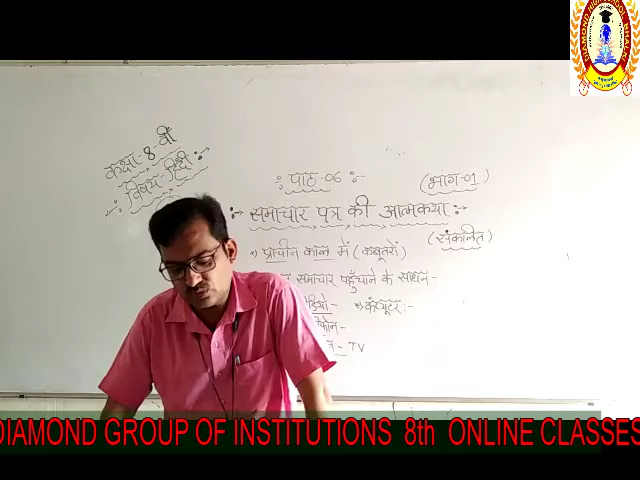 कक्षा-8-वीं
विषय-हिंदी
पाठ-06
(भाग-01)
समाचार पत्र की आत्मकथा
(संकलित)
प्राचीन काल में (कबूतरों)
समाचार पहुँचाने के साधन-
कंप्यूटर:-
फोन-
- TV
DIAMOND GROUP OF INSTITUTIONS 8th ONLINE CLASSES